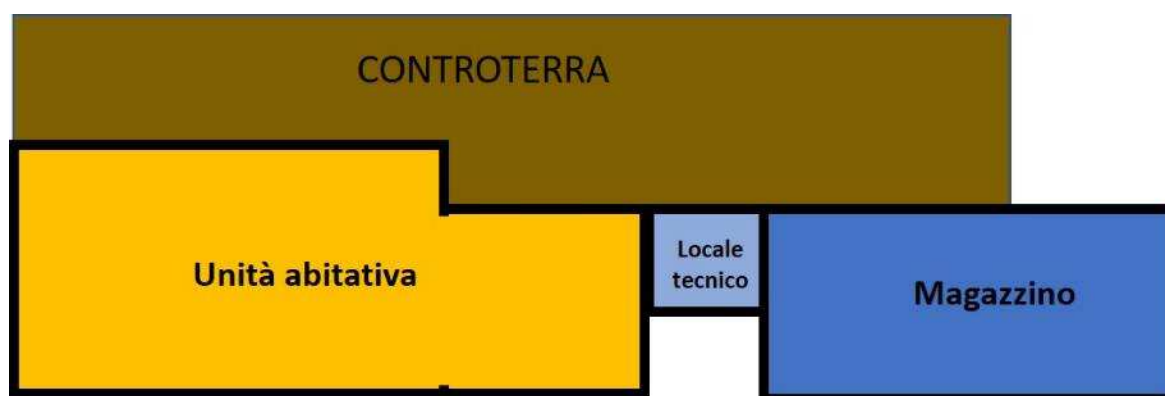 CONTROTERRA
Unità abitativa
Locale
tecnico
Magazzino